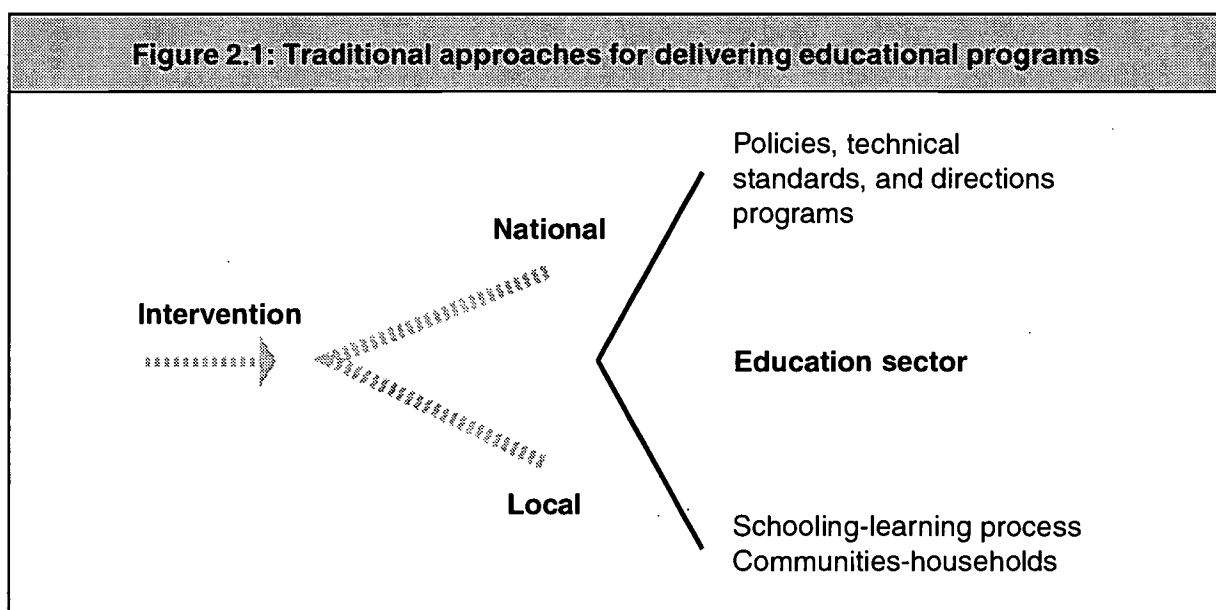 Figure 2.1: Traditional approaches for delivering educational programs
Policies, technical
standards, and directions
programs
National
Intervention
Education sector
Local
Schooling-learning process
Communities-households